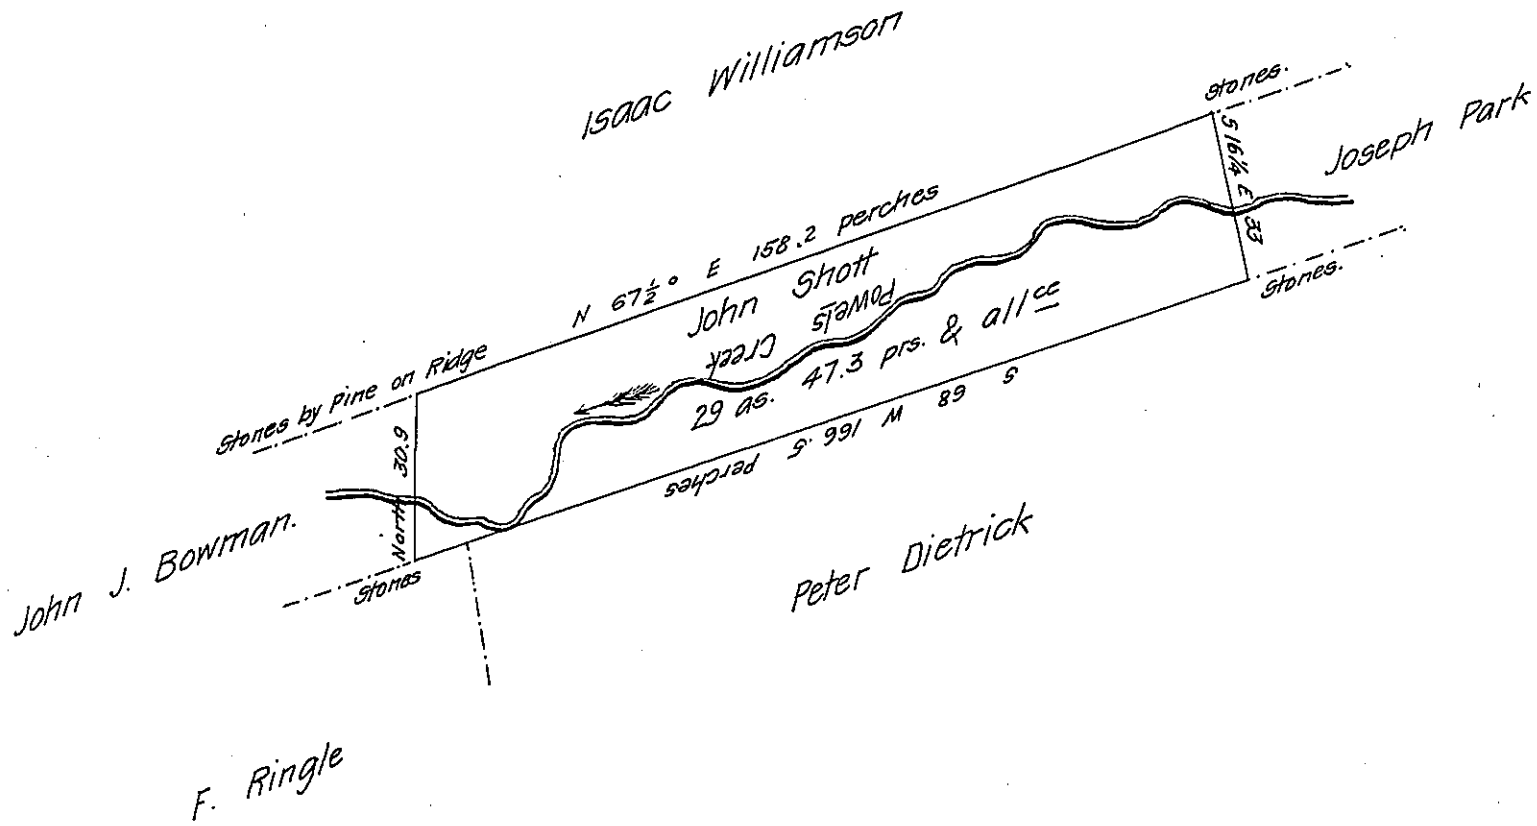 Isaac Williamson
Stones.
Joseph Park
S 16¼ E 33
N 67½° E 158.2 perches
John Shott
Powels
Creek
29 as. 47.3 prs. & allce
Stones.
Stones by Pine on Ridge
North 30.9
S 68 W 166.5
perches
John J. Bowman.
Stones
Peter Dietrick
F. Ringle